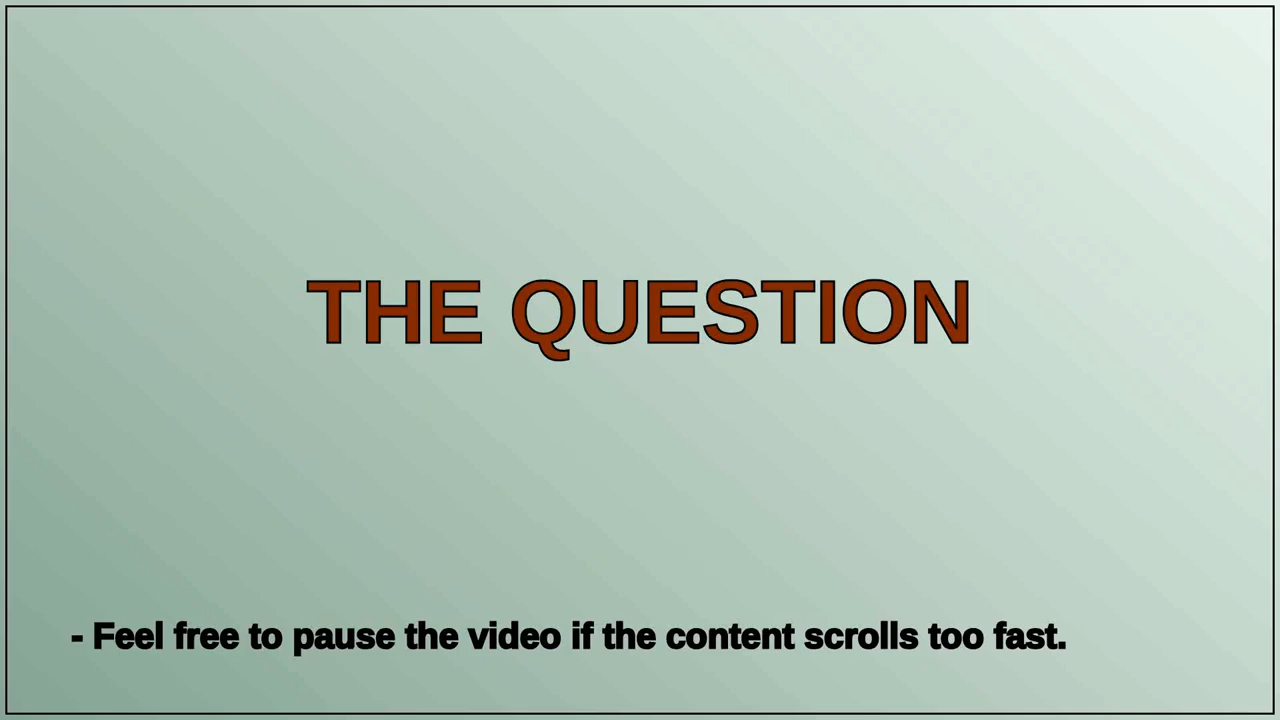 THE QUESTION
- Feel free to pause the video if the content scrolls too fast.